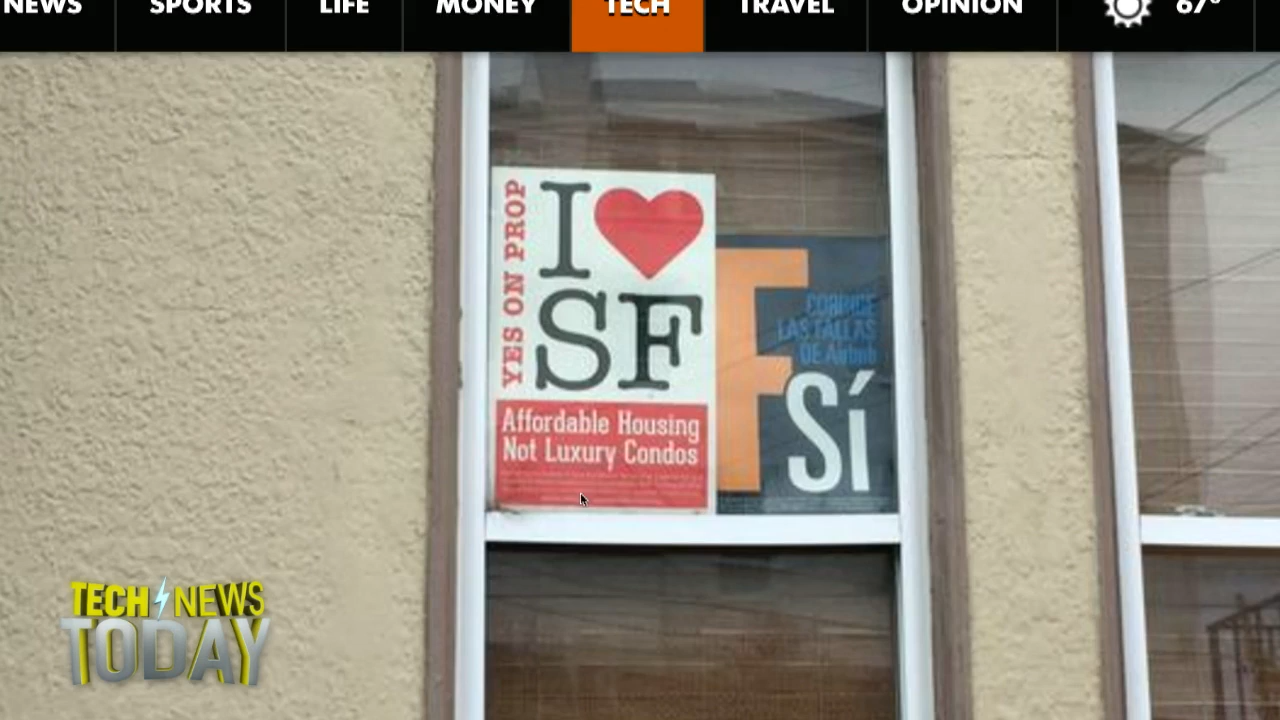 NEWS
SPORTS
LIFE
MONEY
TECH
TRAVEL
OPINION
67°
YES ON PROP
I
SF
Affordable Housing
Not Luxury Condos
F
CORRIGE
LAS FALLAS
DE Airbnb
SÍ
TECH NEWS
TODAY